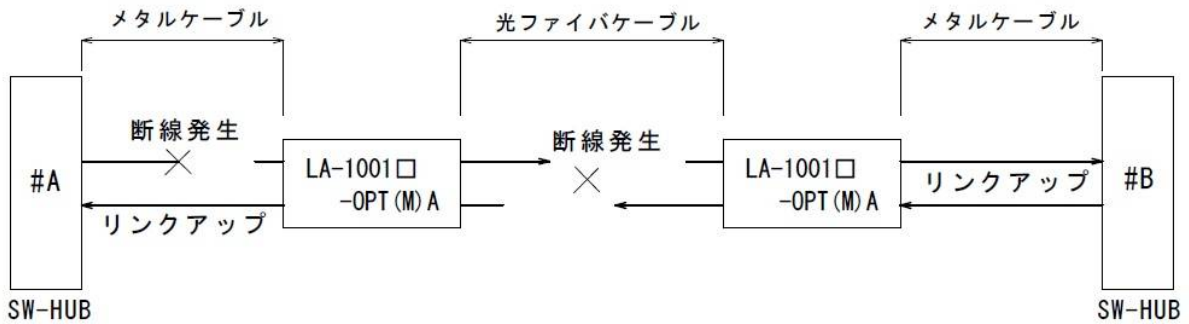 メタルケーブル
光ファイバケーブル
メタルケーブル
断線発生
断線発生
#A
LA-1001□
-OPT(M)A
LA-1001□
-OPT(M)A
#B
リンクアップ
リンクアップ
SW-HUB
SW-HUB